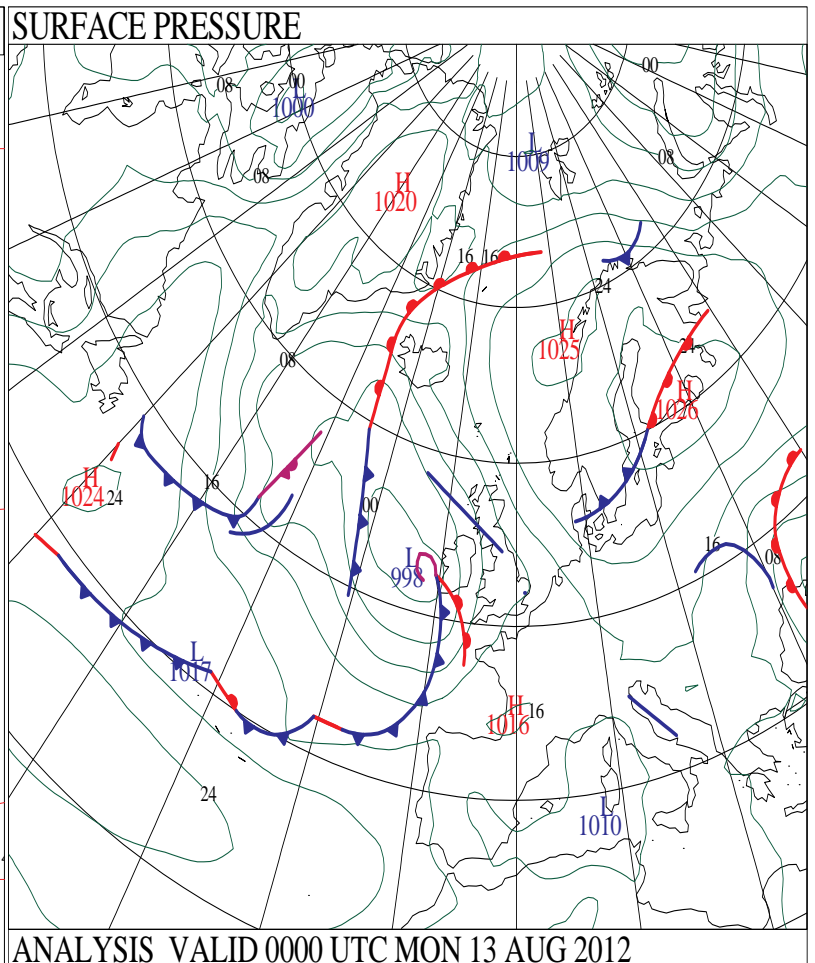 SURFACE PRESSURE
00
08
00
L
1000
L
1009
08
08
H
1020
16 16
24
H
1025
08
24
H
1026
16
H
1024
24
00
16
08
L
998
L
1017
H
1016
16
24
L
1010
ANALYSIS VALID 0000 UTC MON 13 AUG 2012